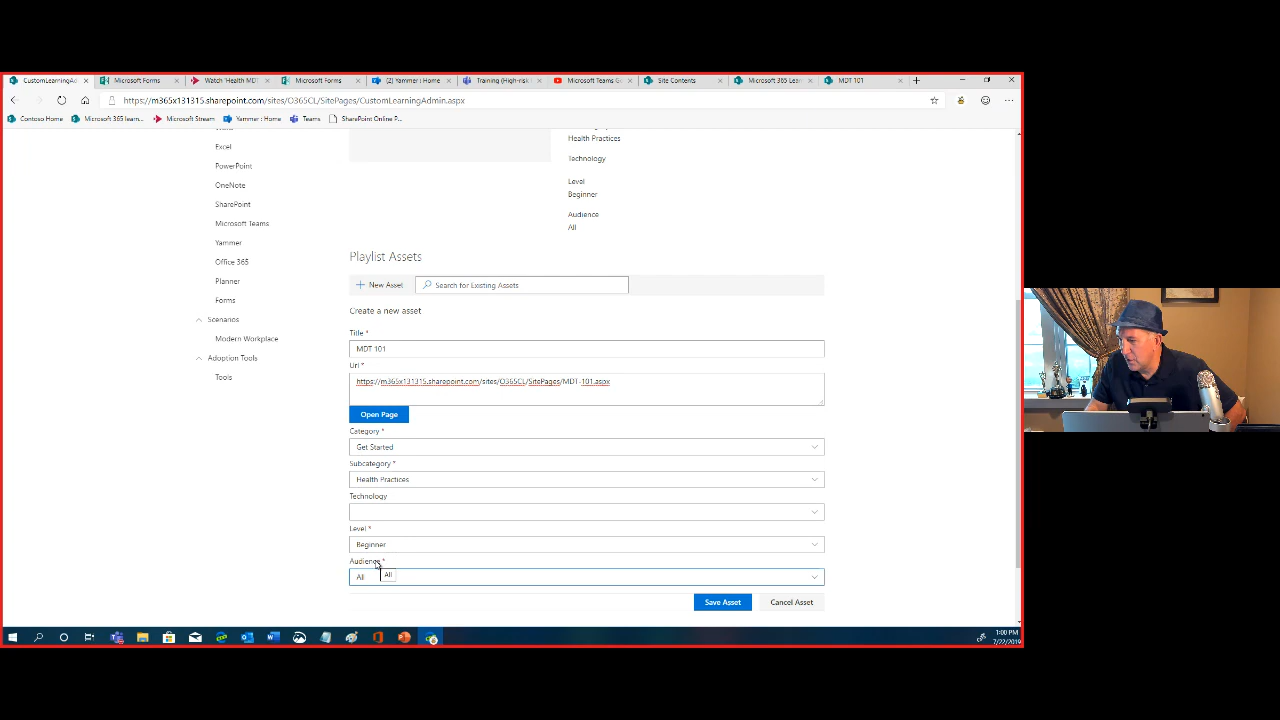 CustomLearningAd
Microsoft Forms
Watch 'Health MDT
Microsoft Forms
(2) Yammer : Home
Training (High-risk
Microsoft Teams G
Site Contents
Microsoft 365 Lear
MDT 101
https://m365x131315.sharepoint.com/sites/O365CL/SitePages/CustomLearningAdmin.aspx
Contoso Home
Microsoft 365 learn...
Microsoft Stream
Yammer : Home
Teams
SharePoint Online P...
Excel
PowerPoint
OneNote
SharePoint
Microsoft Teams
Yammer
Office 365
Planner
Forms
Scenarios
Modern Workplace
Adoption Tools
Tools
Health Practices
Technology
Level
Beginner
Audience
All
Playlist Assets
New Asset
Search for Existing Assets
Create a new asset
Title *
MDT 101
Url *
https://m365x131315.sharepoint.com/sites/O365CL/SitePages/MDT-101.aspx
Open Page
Category *
Get Started
Subcategory *
Health Practices
Technology
Level *
Beginner
Audience *
All
All
Save Asset
Cancel Asset
1:00 PM
7/22/2019